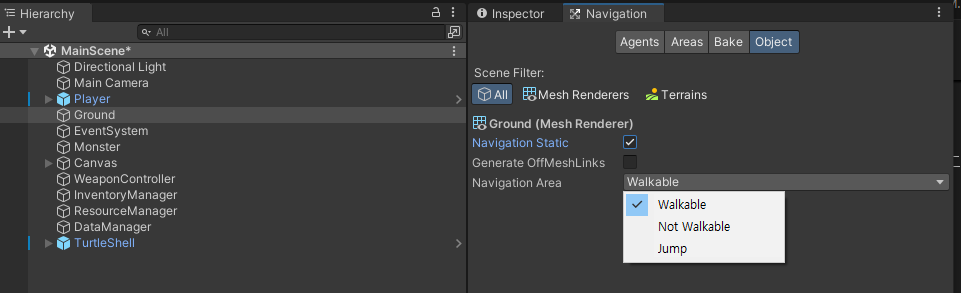 Hierarchy
All
MainScene*
Directional Light
Main Camera
Player
Ground
EventSystem
Monster
Canvas
WeaponController
InventoryManager
ResourceManager
DataManager
TurtleShell
Inspector Navigation
Agents Areas Bake Object
Scene Filter:
All Mesh Renderers Terrains
Ground (Mesh Renderer)
Navigation Static
Generate OffMeshLinks
Navigation Area Walkable
Walkable
Not Walkable
Jump